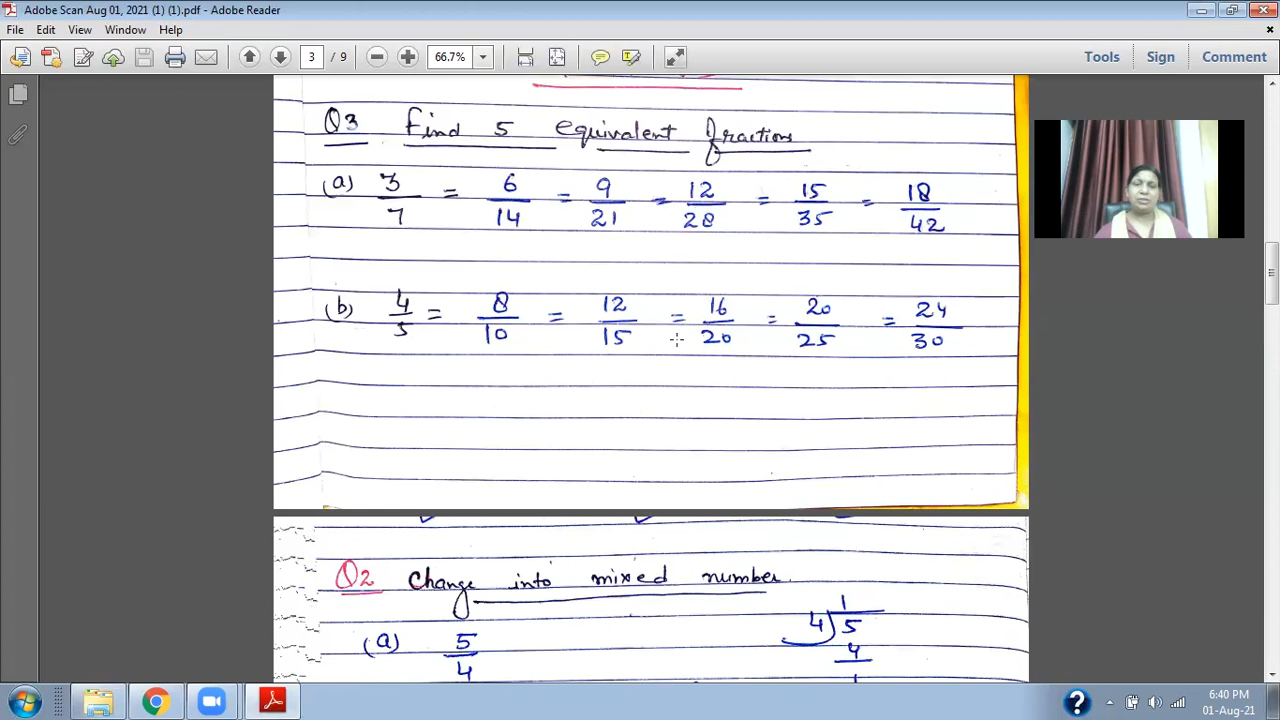 Adobe Scan Aug 01, 2021 (1) (1).pdf - Adobe Reader
File Edit View Window Help
3 / 9 66.7% Tools Sign Comment
Q3 Find 5 equivalent fractions
(a) 3/7 = 6/14 = 9/21 = 12/28 = 15/35 = 18/42
(b) 4/5 = 8/10 = 12/15 = 16/20 = 20/25 = 24/30
Q2 Change into mixed number.
(a) 5/4
1
4 5
4
1
6:40 PM
01-Aug-21